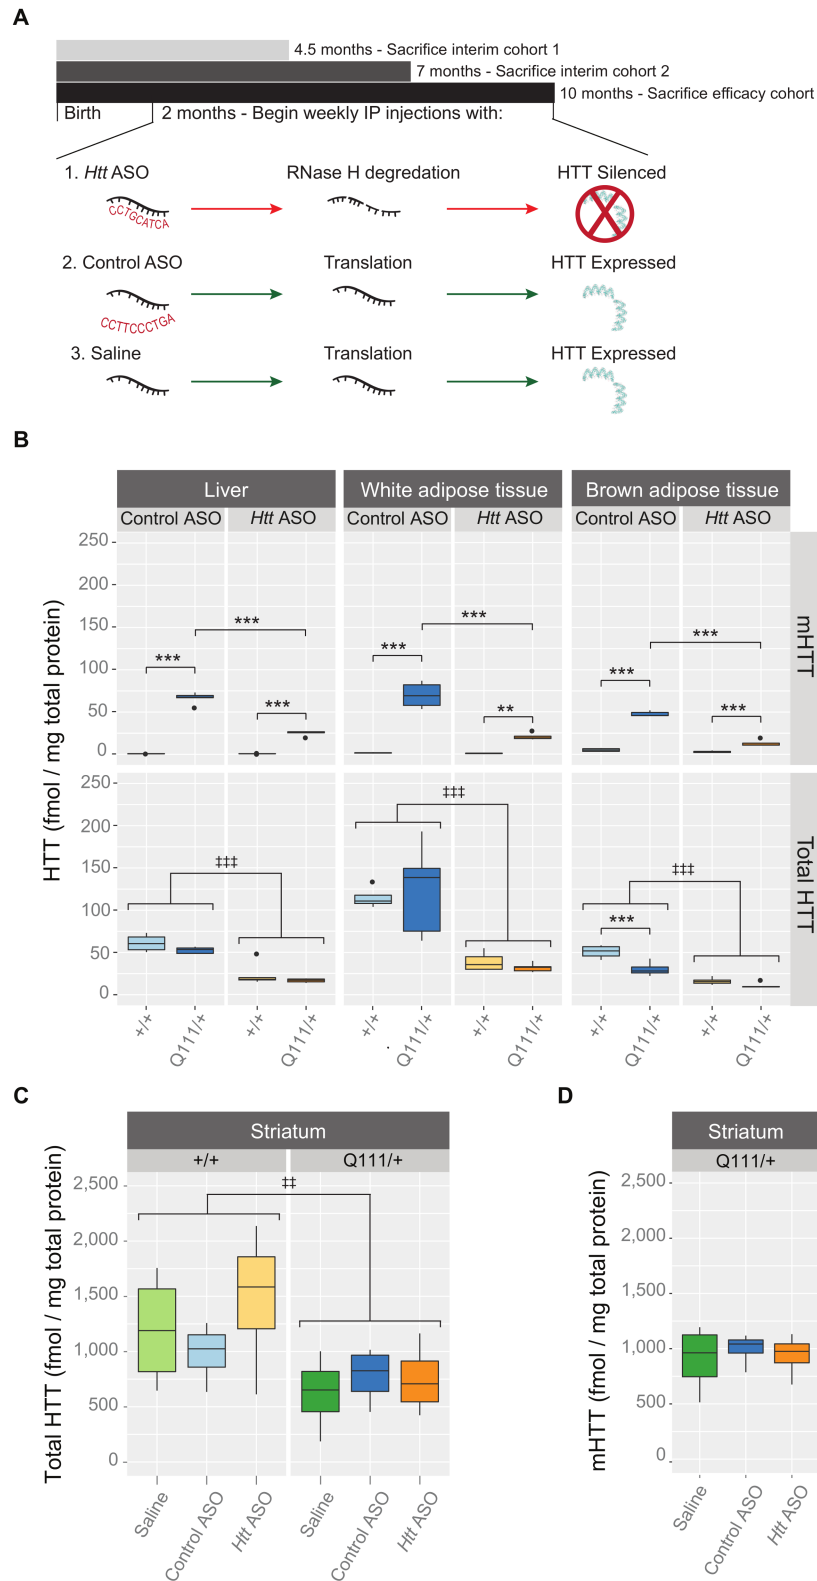 A
4.5 months - Sacrifice interim cohort 1
7 months - Sacrifice interim cohort 2
10 months - Sacrifice efficacy cohort
Birth
2 months - Begin weekly IP injections with:
1. Htt ASO
RNase H degredation
HTT Silenced
CCTGCATCA
2. Control ASO
Translation
HTT Expressed
CCTTCCCTGA
3. Saline
Translation
HTT Expressed
B
Liver
White adipose tissue
Brown adipose tissue
Control ASO
Htt ASO
Control ASO
Htt ASO
Control ASO
Htt ASO
HTT (fmol / mg total protein)
250
200
150
100
50
0
***
***
***
***
***
**
***
***
***
mHTT
250
200
150
100
50
0
‡‡‡
‡‡‡
‡‡‡
***
Total HTT
+/+
Q111/+
+/+
Q111/+
+/+
Q111/+
+/+
Q111/+
+/+
Q111/+
+/+
Q111/+
C
Striatum
+/+
Q111/+
Total HTT (fmol / mg total protein)
2,500
2,000
1,500
1,000
500
0
‡‡
Saline
Control ASO
Htt ASO
Saline
Control ASO
Htt ASO
D
Striatum
Q111/+
mHTT (fmol / mg total protein)
2,500
2,000
1,500
1,000
500
0
Saline
Control ASO
Htt ASO